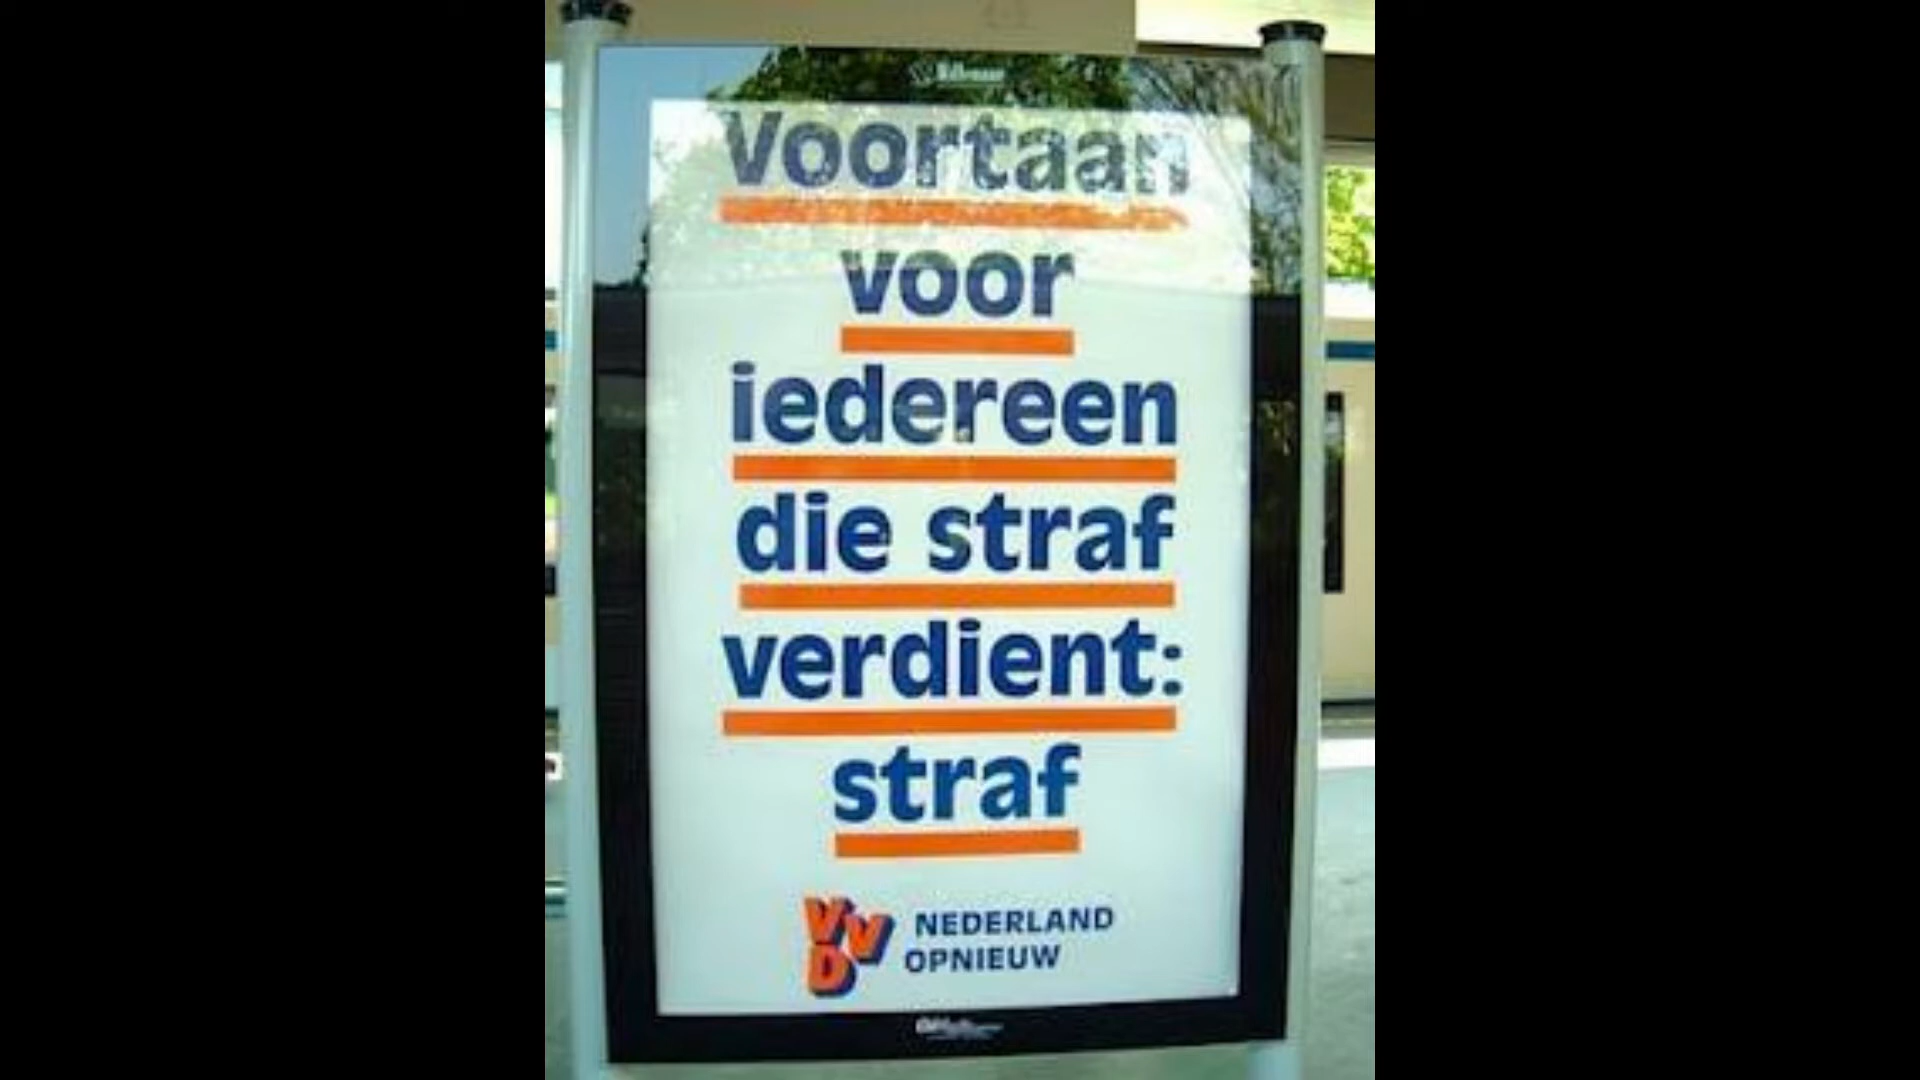 Voortaan
voor
iedereen
die straf
verdient:
straf
VVD
NEDERLAND
OPNIEUW